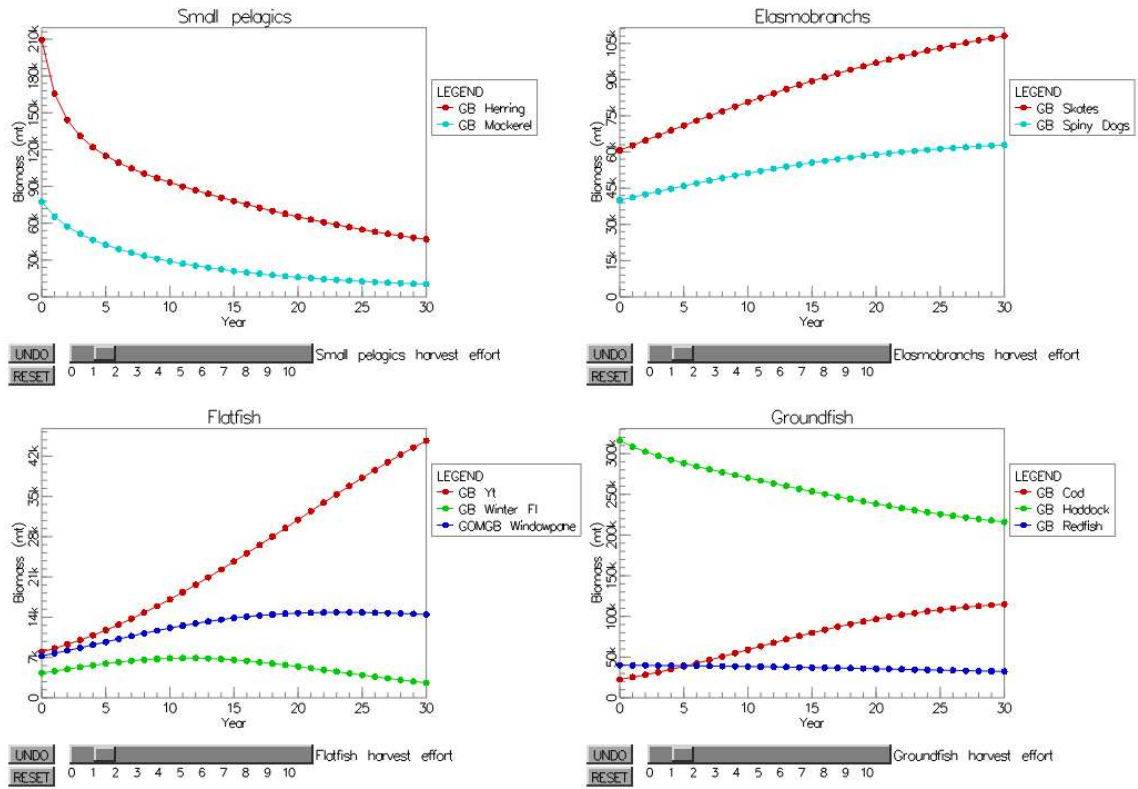 Small pelagics
Biomass (mt)
210k
180k
150k
120k
90k
60k
30k
0
0 5 10 15 20 25 30
Year
LEGEND
GB Herring
GB Mackerel
UNDO
RESET
0 1 2 3 4 5 6 7 8 9 10
Small pelagics harvest effort
Elasmobranchs
Biomass (mt)
105k
90k
75k
60k
45k
30k
15k
0
0 5 10 15 20 25 30
Year
LEGEND
GB Skates
GB Spiny Dogs
UNDO
RESET
0 1 2 3 4 5 6 7 8 9 10
Elasmobranchs harvest effort
Flatfish
Biomass (mt)
42k
35k
28k
21k
14k
7k
0
0 5 10 15 20 25 30
Year
LEGEND
GB Yt
GB Winter Fl
GOMGB Windowpane
UNDO
RESET
0 1 2 3 4 5 6 7 8 9 10
Flatfish harvest effort
Groundfish
Biomass (mt)
300k
250k
200k
150k
100k
50k
0
0 5 10 15 20 25 30
Year
LEGEND
GB Cod
GB Haddock
GB Redfish
UNDO
RESET
0 1 2 3 4 5 6 7 8 9 10
Groundfish harvest effort